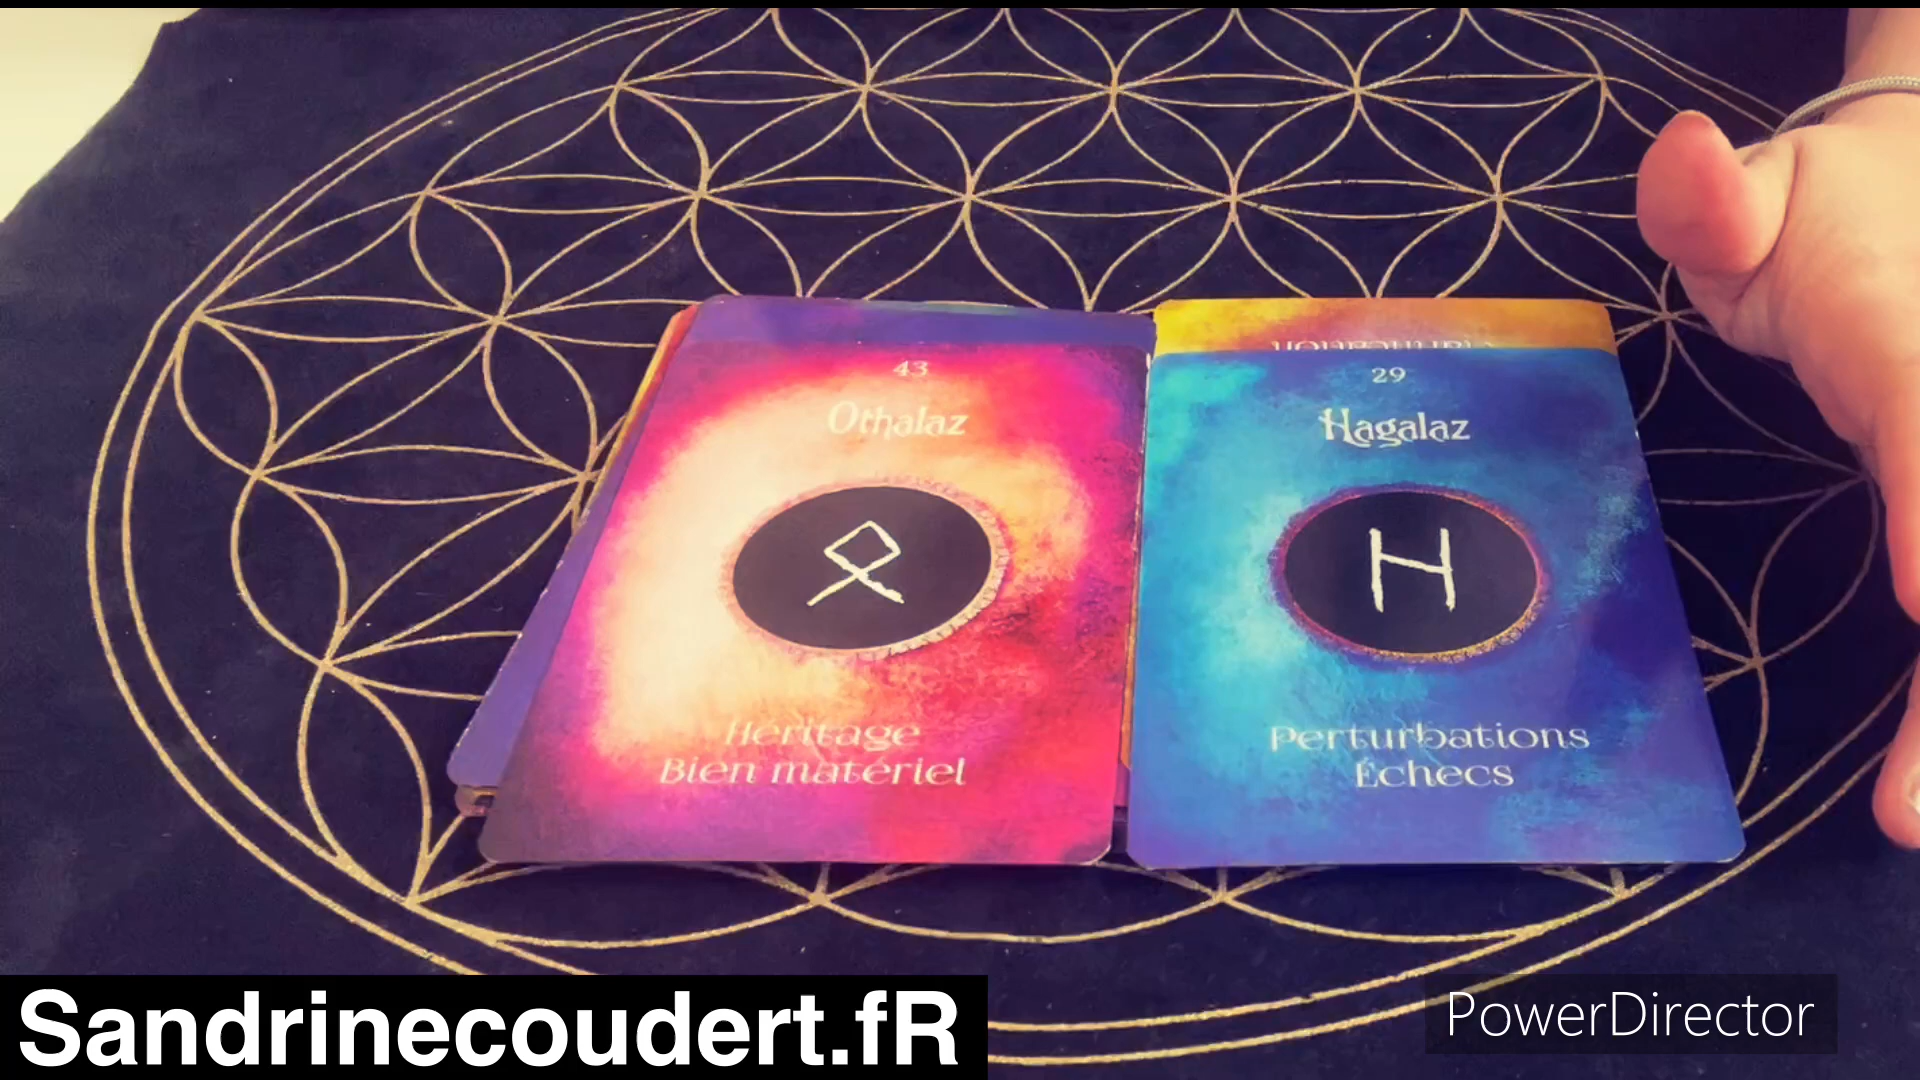 43
Othalaz
Héritage
Bien matériel
29
Hagalaz
Perturbations
Échecs
Sandrinecoudert.fR
PowerDirector